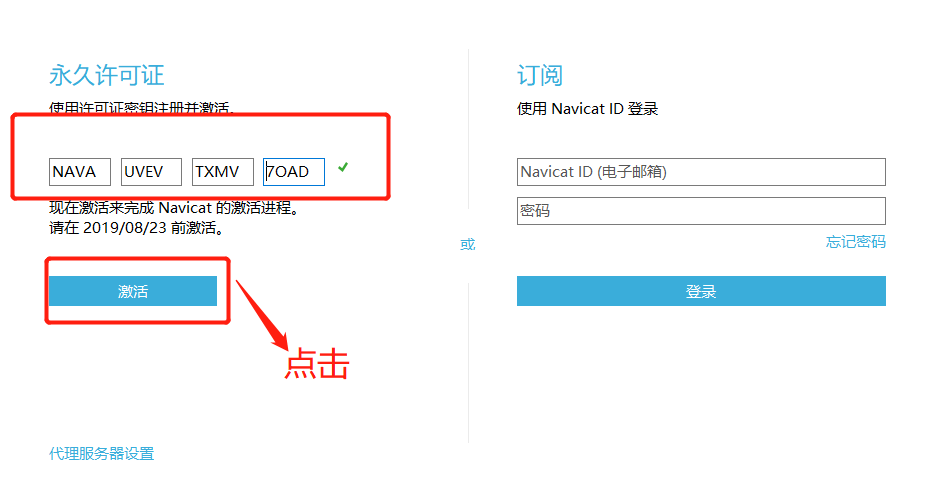 永久许可证
使用许可证密钥注册并激活。
NAVA UVEV TXMV 7OAD
现在激活来完成 Navicat 的激活进程。
请在 2019/08/23 前激活。
激活
点击
代理服务器设置
或
订阅
使用 Navicat ID 登录
Navicat ID (电子邮箱)
密码
忘记密码
登录